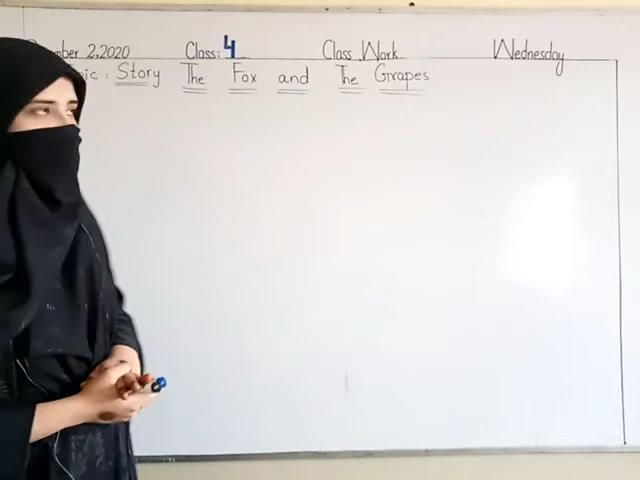 2,2020 Class: 4 Class Work Wednesday
Story The Fox and The Grapes